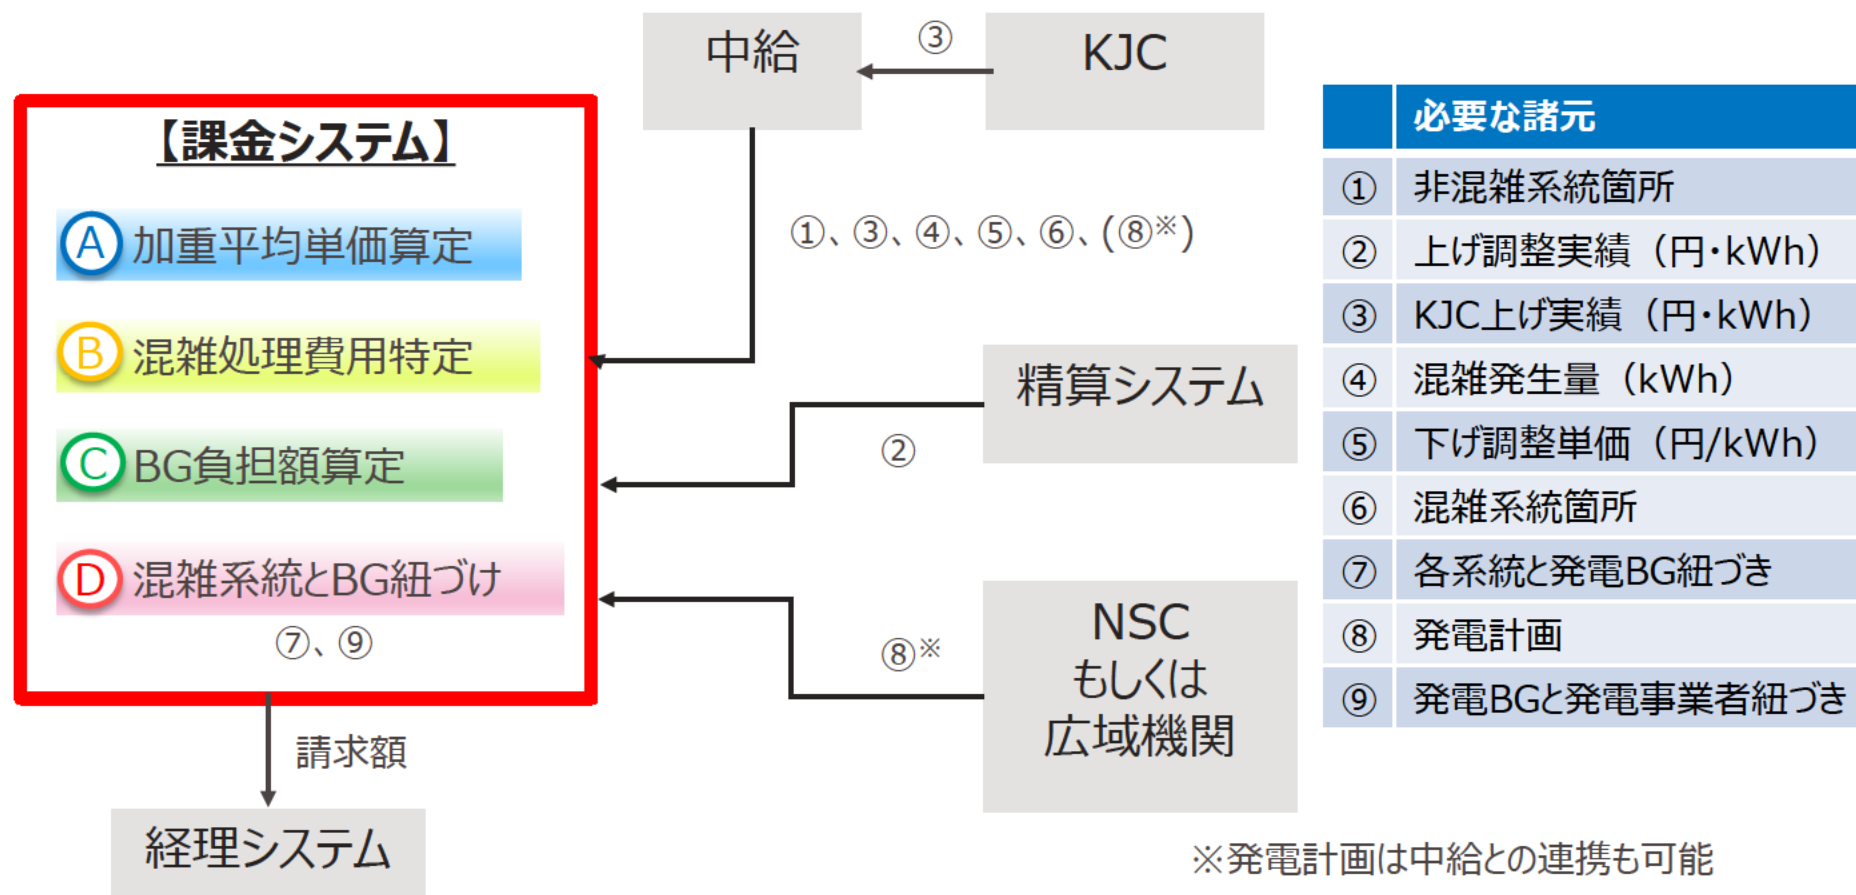 中給
③
KJC
【課金システム】
A 加重平均単価算定
B 混雑処理費用特定
C BG負担額算定
D 混雑系統とBG紐づけ
⑦、⑨
①、③、④、⑤、⑥、(⑧※)
精算システム
②
NSC
もしくは
広域機関
⑧※
請求額
経理システム
必要な諸元
① 非混雑系統箇所
② 上げ調整実績（円・kWh）
③ KJC上げ実績（円・kWh）
④ 混雑発生量（kWh）
⑤ 下げ調整単価（円/kWh）
⑥ 混雑系統箇所
⑦ 各系統と発電BG紐づき
⑧ 発電計画
⑨ 発電BGと発電事業者紐づき
※発電計画は中給との連携も可能